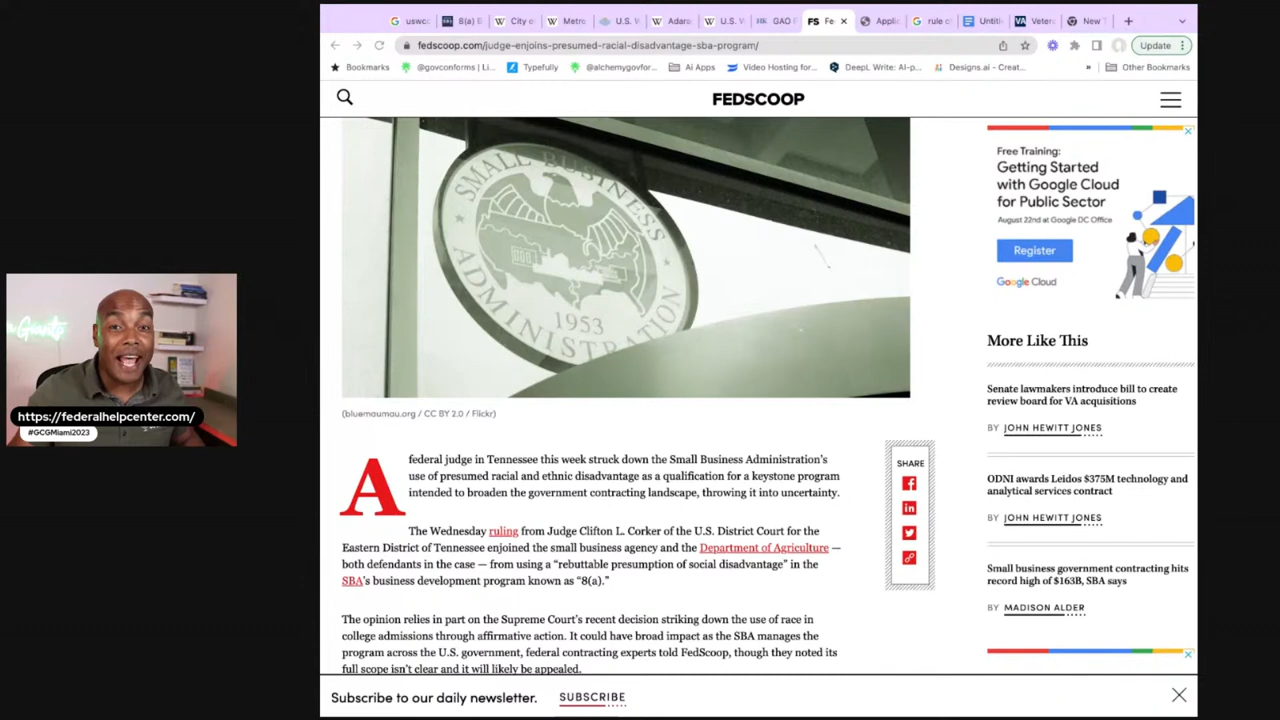 uswcc
8(a) B
City o
Metro
U.S. V
Adara
U.S. V
GAO P
Fe
Applic
rule o
Untitl
Veter
New T
fedscoop.com/judge-enjoins-presumed-racial-disadvantage-sba-program/
Update
Bookmarks
@govconforms | Li...
Typefully
@alchemygovfor...
Ai Apps
Video Hosting for...
DeepL Write: AI-p...
Designs.ai - Creat...
»
Other Bookmarks
FEDSCOOP
SMALL BUSINESS
ADMINISTRATION
1953
(bluemaumau.org / CC BY 2.0 / Flickr)
A federal judge in Tennessee this week struck down the Small Business Administration's
use of presumed racial and ethnic disadvantage as a qualification for a keystone program
intended to broaden the government contracting landscape, throwing it into uncertainty.
The Wednesday ruling from Judge Clifton L. Corker of the U.S. District Court for the
Eastern District of Tennessee enjoined the small business agency and the Department of Agriculture —
both defendants in the case — from using a “rebuttable presumption of social disadvantage” in the
SBA's business development program known as “8(a).”
The opinion relies in part on the Supreme Court's recent decision striking down the use of race in
college admissions through affirmative action. It could have broad impact as the SBA manages the
program across the U.S. government, federal contracting experts told FedScoop, though they noted its
full scope isn't clear and it will likely be appealed.
SHARE
Free Training:
Getting Started
with Google Cloud
for Public Sector
August 22nd at Google DC Office
Register
Google Cloud
More Like This
Senate lawmakers introduce bill to create
review board for VA acquisitions
BY JOHN HEWITT JONES
ODNI awards Leidos $375M technology and
analytical services contract
BY JOHN HEWITT JONES
Small business government contracting hits
record high of $163B, SBA says
BY MADISON ALDER
Subscribe to our daily newsletter. SUBSCRIBE
https://federalhelpcenter.com/
#GCGMiami2023